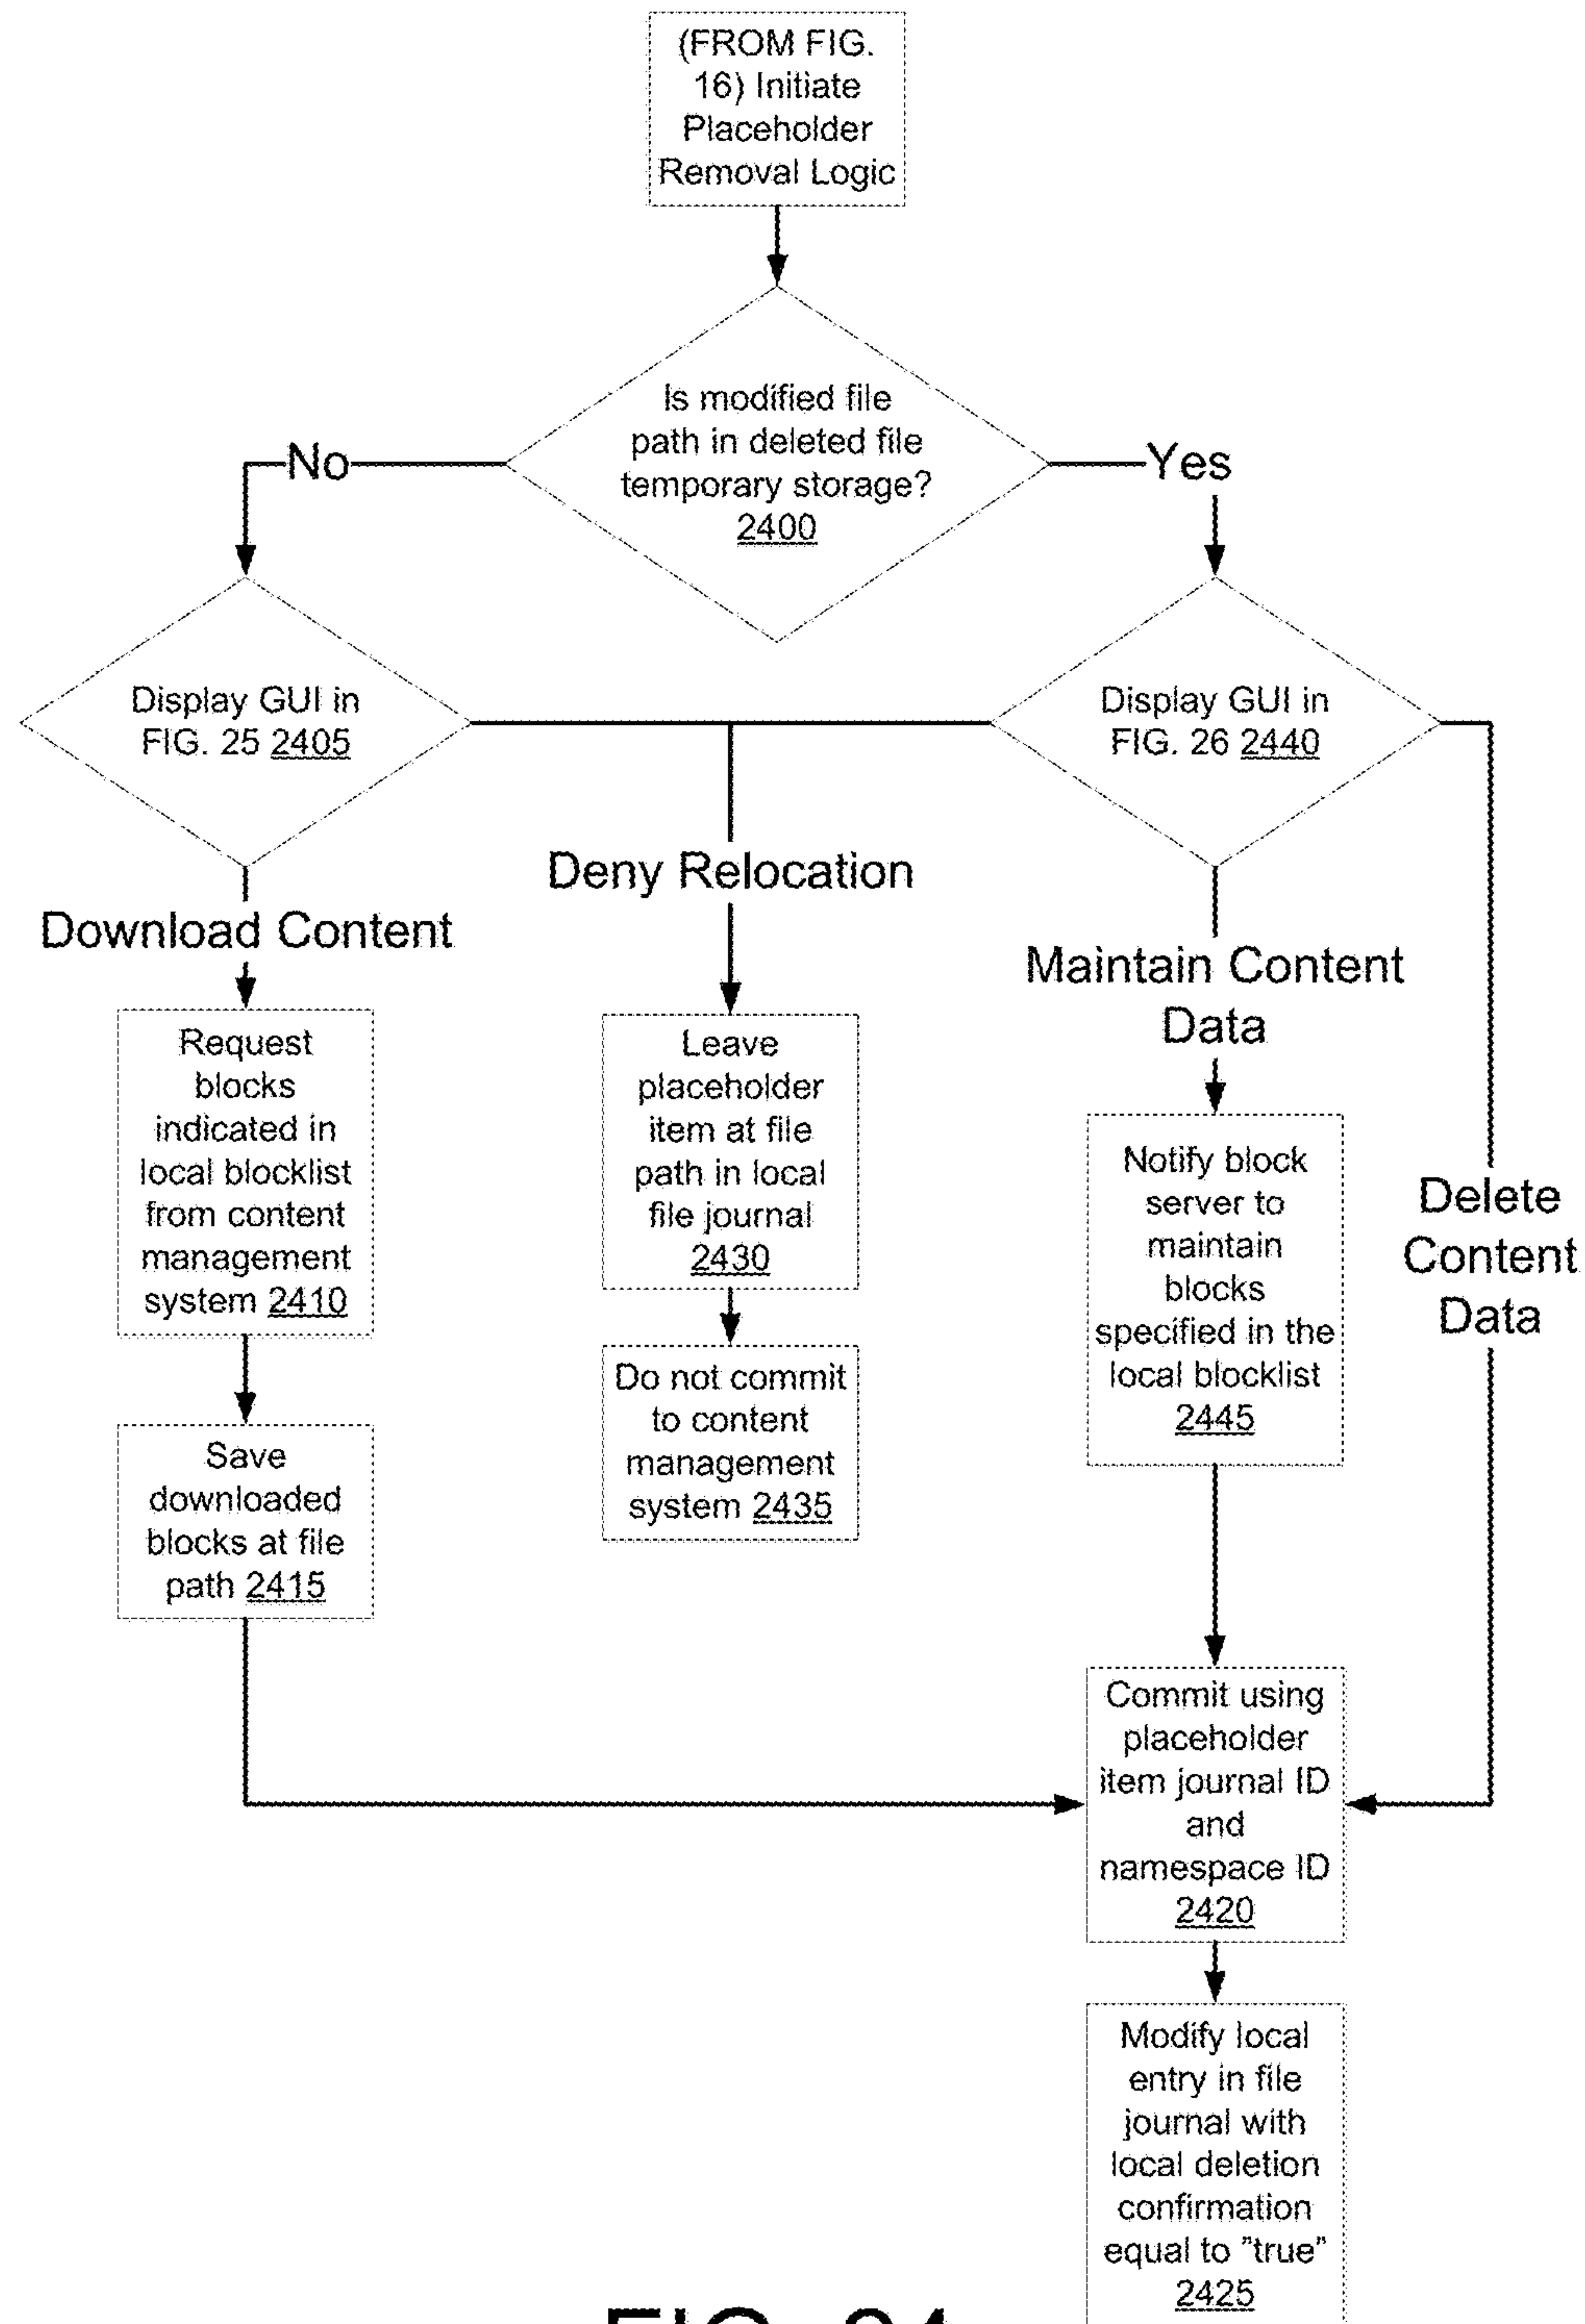 (FROM FIG.
16) Initiate
Placeholder
Removal Logic
Is modified file
path in deleted file
temporary storage?
2400
No
Yes
Display GUI in
FIG. 25 2405
Display GUI in
FIG. 26 2440
Deny Relocation
Download Content
Maintain Content
Data
Request
blocks
indicated in
local blocklist
from content
management
system 2410
Leave
placeholder
item at file
path in local
file journal
2430
Notify block
server to
maintain
blocks
specified in the
local blocklist
2445
Delete
Content
Data
Do not commit
to content
management
system 2435
Save
downloaded
blocks at file
path 2415
Commit using
placeholder
item journal ID
and
namespace ID
2420
Modify local
entry in file
journal with
local deletion
confirmation
equal to "true"
2425
FIG. 24